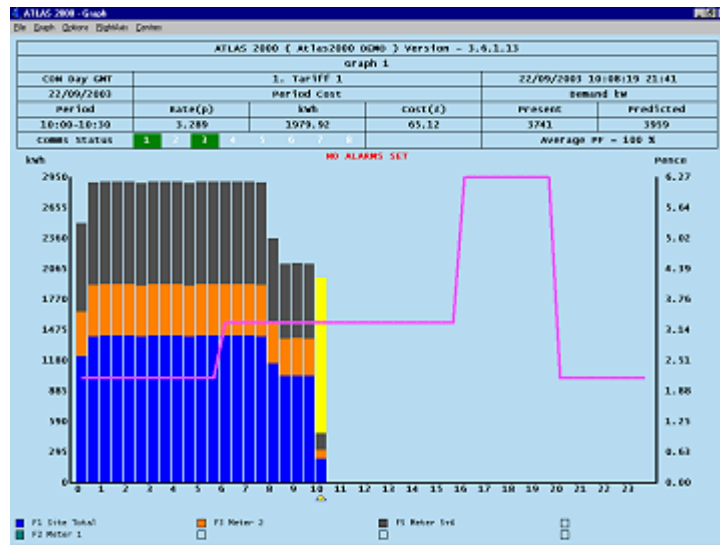 ATLAS 2000 - Graph
File Graph Options
ATLAS 2000 ( Atlas2000 DEMO ) Version - 3.6.1.13
Graph 1
COM Day GMT 1. Tariff 1 22/09/2003 10:08:19 21:41
22/09/2003 Period Cost Demand kW
Period Rate(p) kWh Cost(£) Present Predicted
10:00-10:30 3.289 1979.92 65.12 3741 3959
Comms Status 1 2 3 4 5 6 7 8 Average PF - 100 %
NO ALARMS SET
kWh Pence
2950 6.27
2655 5.64
2360 5.02
2065 4.39
1770 3.76
1475 3.14
1180 2.51
885 1.88
590 1.25
295 0.63
0 0.00
0 1 2 3 4 5 6 7 8 9 10 11 12 13 14 15 16 17 18 19 20 21 22 23
F1 Site Total F3 Meter 2 F5 Meter 5+6
F2 Meter 1